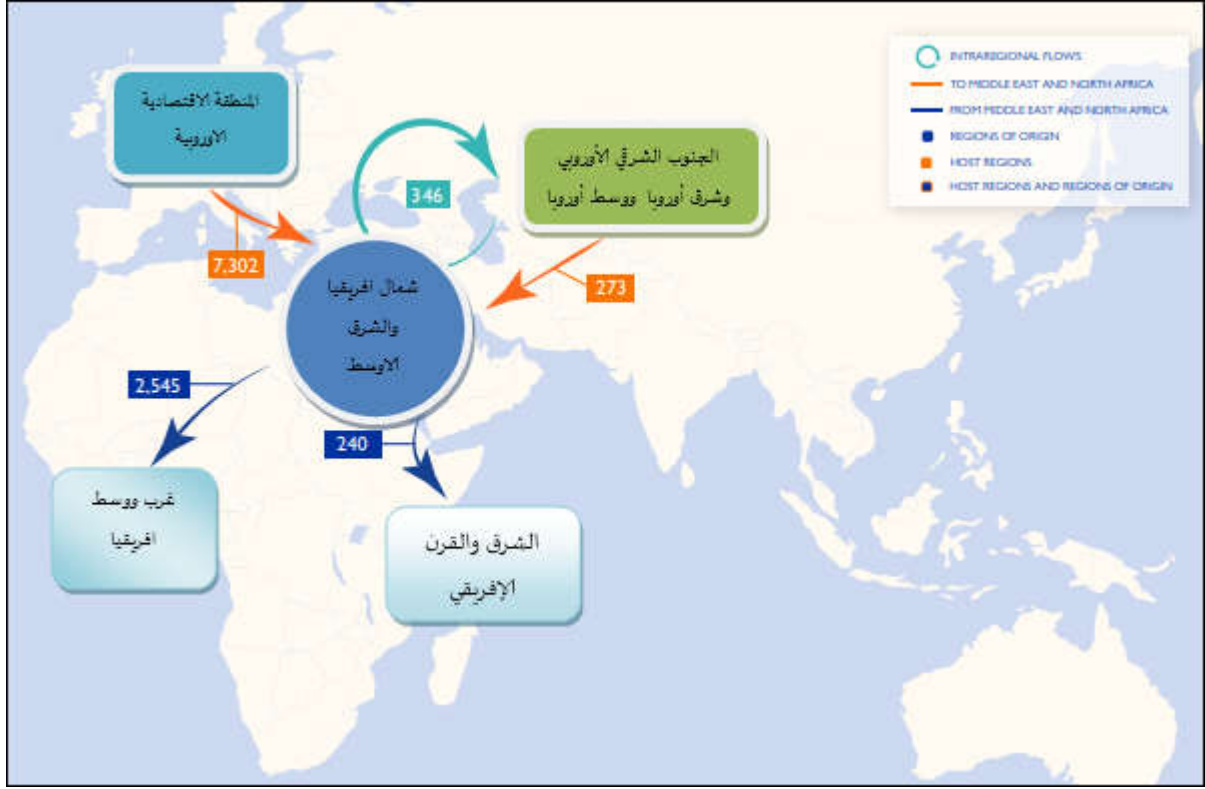 INTRAREGIONAL FLOWS
TO MIDDLE EAST AND NORTH AFRICA
FROM MIDDLE EAST AND NORTH AFRICA
REGIONS OF ORIGIN
HOST REGIONS
HOST REGIONS AND REGIONS OF ORIGIN
المنطقة الاقتصادية
الاوروبية
الجنوب الشرقي الأوروبي
وشرق أوروبا ووسط أوروبا
346
7,302
273
شمال افريقيا
والشرق
الاوسط
2,545
240
غرب ووسط
افريقيا
الشرق والقرن
الإفريقي